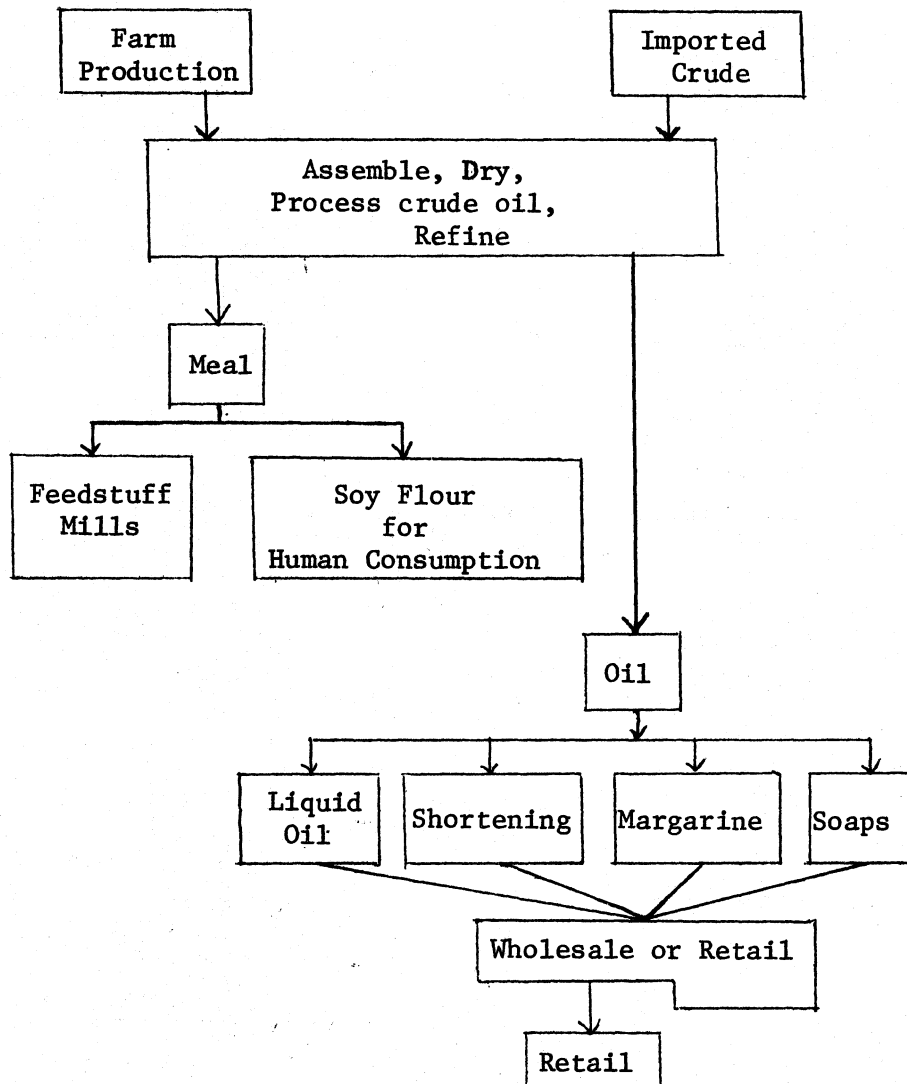 Farm
Production
Imported
Crude
Assemble, Dry,
Process crude oil,
Refine
Meal
Feedstuff
Mills
Soy Flour
for
Human Consumption
Oil
Liquid
Oil
Shortening
Margarine
Soaps
Wholesale or Retail
Retail